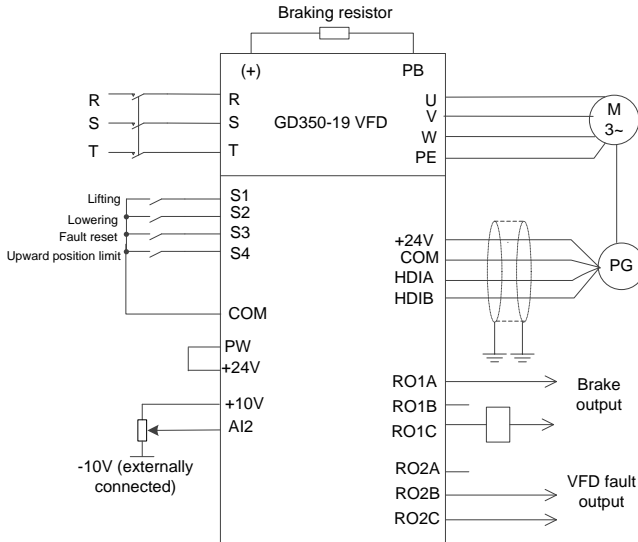 Braking resistor
(+)
PB
GD350-19 VFD
R
S
T
R
S
T
U
V
W
PE
M
3~
Lifting
Lowering
Fault reset
Upward position limit
S1
S2
S3
S4
COM
PW
+24V
+10V
AI2
-10V (externally
connected)
+24V
COM
HDIA
HDIB
PG
RO1A
RO1B
RO1C
Brake
output
RO2A
RO2B
RO2C
VFD fault
output